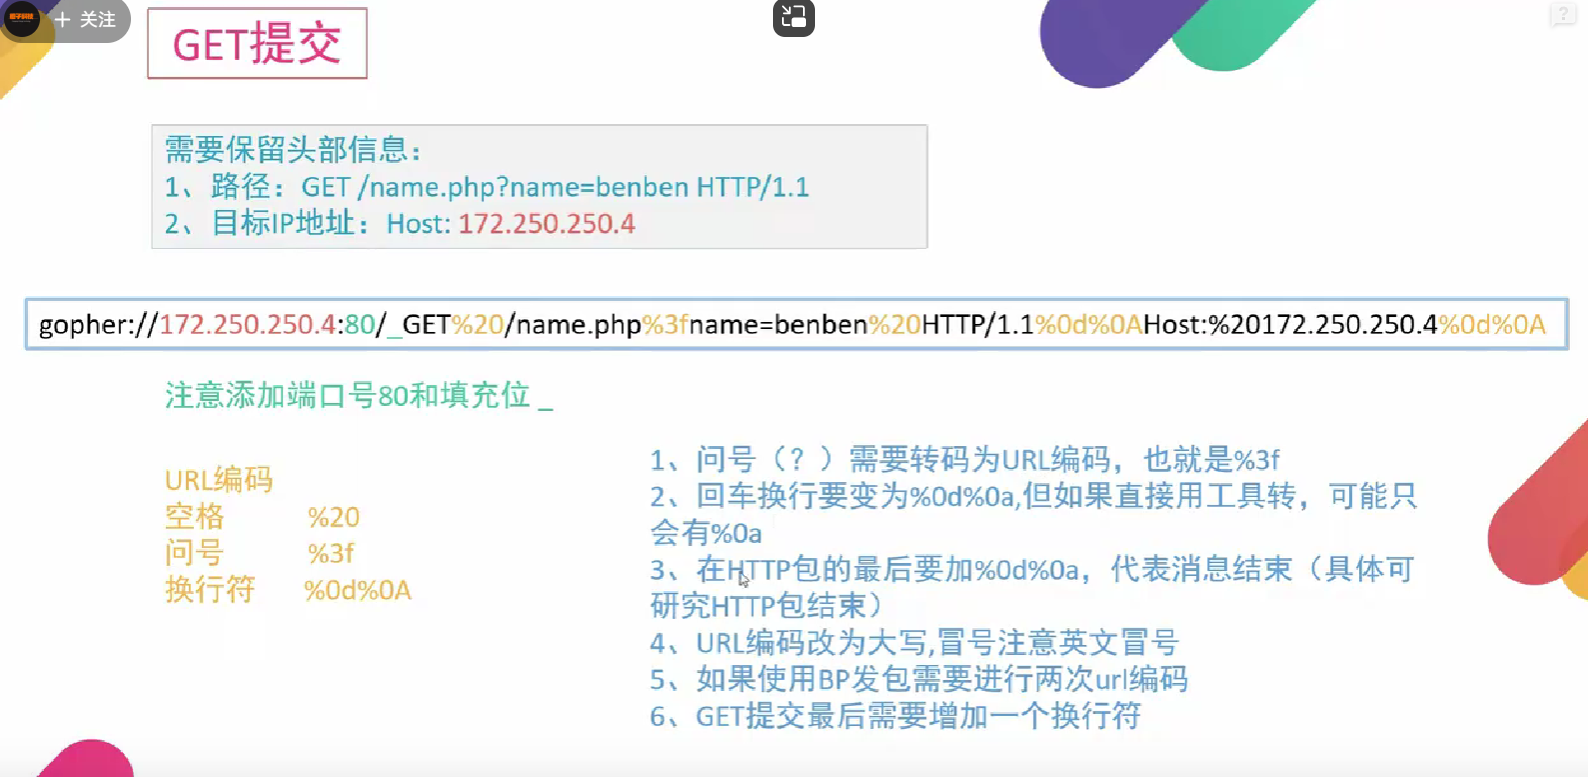 + 关注
GET提交
需要保留头部信息：
1、路径：GET /name.php?name=benben HTTP/1.1
2、目标IP地址：Host: 172.250.250.4
gopher://172.250.250.4:80/_GET%20/name.php%3fname=benben%20HTTP/1.1%0d%0AHost:%20172.250.250.4%0d%0A
注意添加端口号80和填充位 _
URL编码
空格 %20
问号 %3f
换行符 %0d%0A
1、问号（？）需要转码为URL编码，也就是%3f
2、回车换行要变为%0d%0a,但如果直接用工具转，可能只
会有%0a
3、在HTTP包的最后要加%0d%0a，代表消息结束（具体可
研究HTTP包结束）
4、URL编码改为大写,冒号注意英文冒号
5、如果使用BP发包需要进行两次url编码
6、GET提交最后需要增加一个换行符